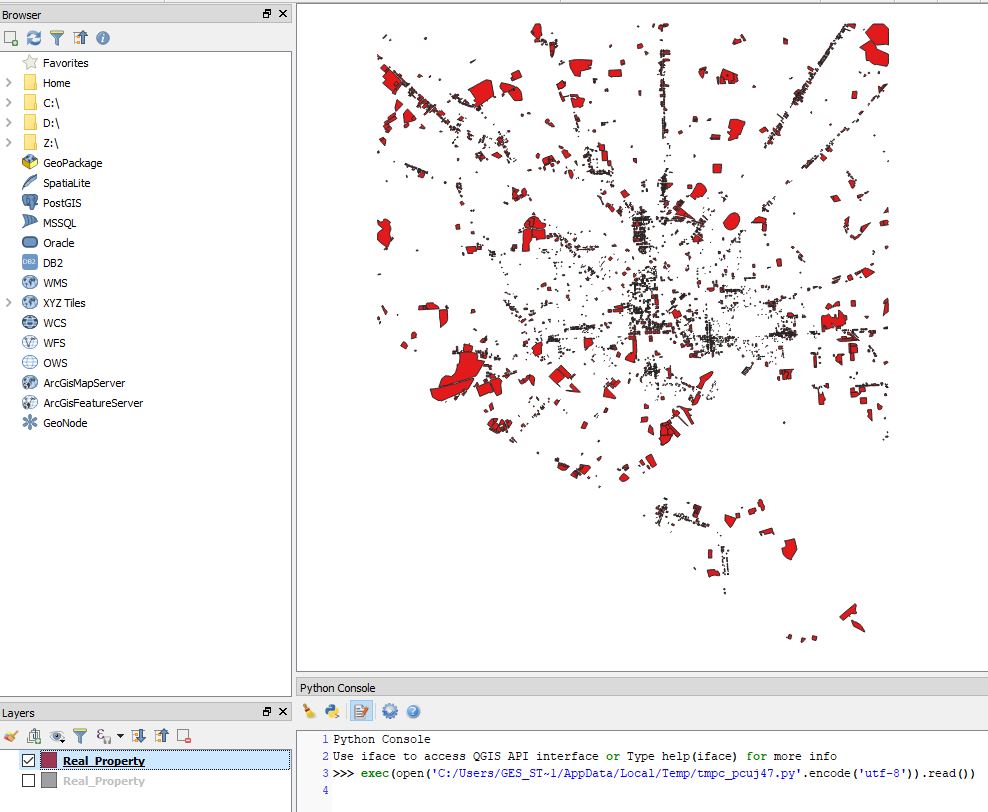 Browser
Favorites
Home
C:\
D:\
Z:\
GeoPackage
SpatiaLite
PostGIS
MSSQL
Oracle
DB2
DB2
WMS
XYZ Tiles
WCS
WFS
OWS
ArcGisMapServer
ArcGisFeatureServer
GeoNode
Layers
Real_Property
Real_Property
Python Console
1 Python Console
2 Use iface to access QGIS API interface or Type help(iface) for more info
3 >>> exec(open('C:/Users/GES_ST~1/AppData/Local/Temp/tmpc_pcuj47.py'.encode('utf-8')).read())
4